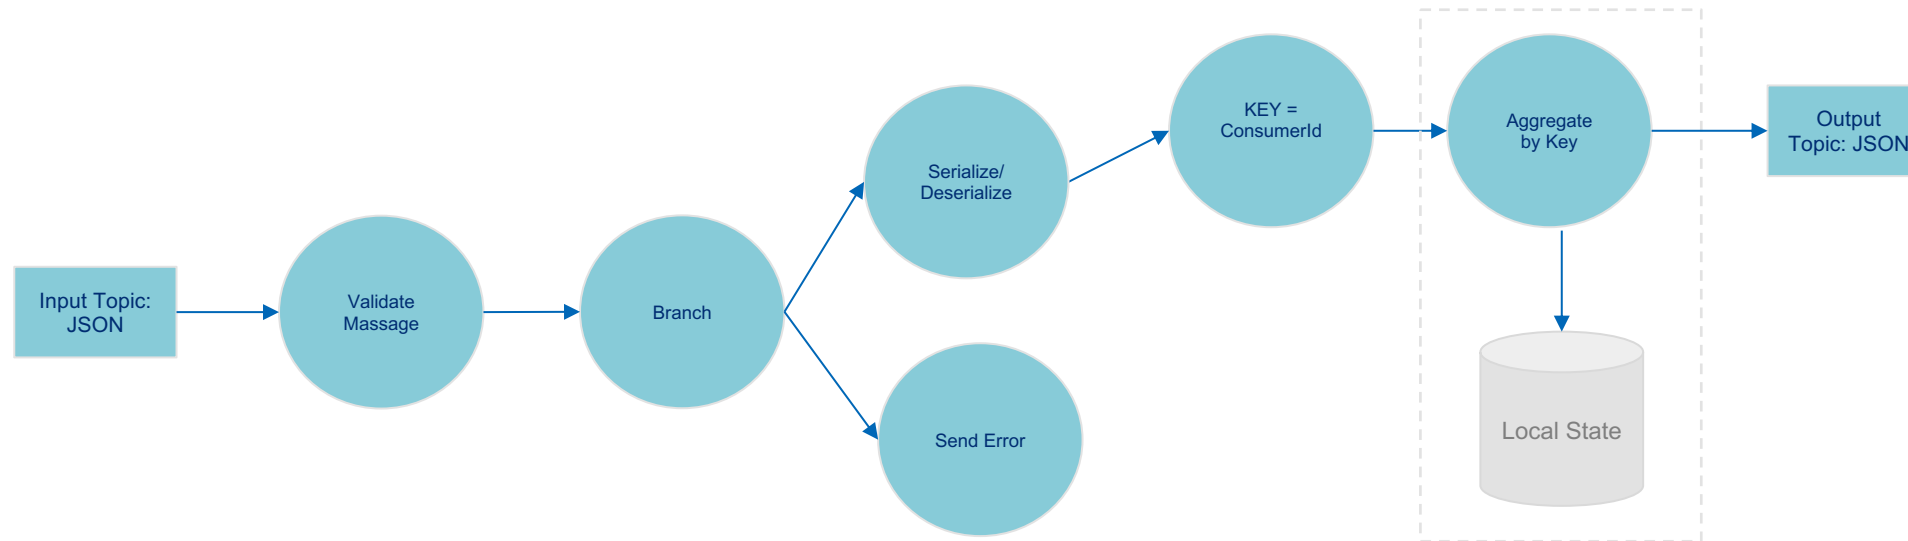 Input Topic:
JSON
Validate
Massage
Branch
Serialize/
Deserialize
Send Error
KEY =
ConsumerId
Aggregate
by Key
Local State
Output
Topic: JSON